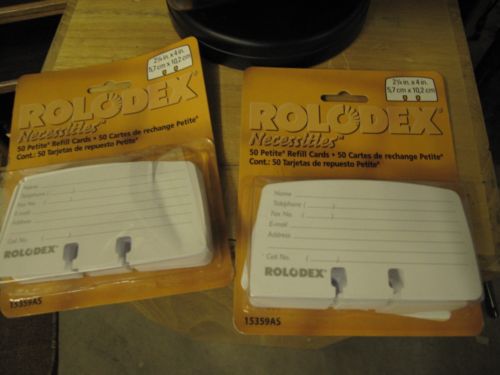 2¼ in. x 4 in.
5,7 cm x 10,2 cm
ROLODEX®
Necessities™
50 Petite® Refill Cards • 50 Cartes de rechange Petite®
Cont.: 50 Tarjetas de repuesto Petite®
Name
Telephone ( )
Fax No. ( )
E-mail
Address
Cell No. ( )
ROLODEX®
15359AS
2¼ in. x 4 in.
5,7 cm x 10,2 cm
ROLODEX®
Necessities™
50 Petite® Refill Cards • 50 Cartes de rechange Petite®
Cont.: 50 Tarjetas de repuesto Petite®
Name
Telephone ( )
Fax No. ( )
E-mail
Address
Cell No. ( )
ROLODEX®
15359AS